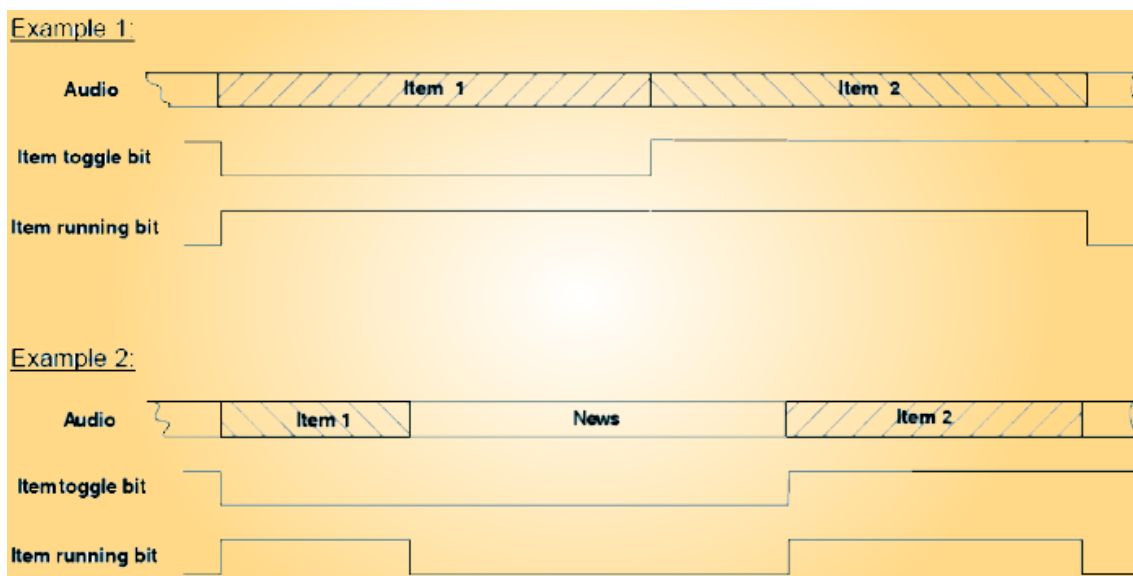 Example 1:
Audio Item 1 Item 2
Item toggle bit
Item running bit
Example 2:
Audio Item 1 News Item 2
Item toggle bit
Item running bit